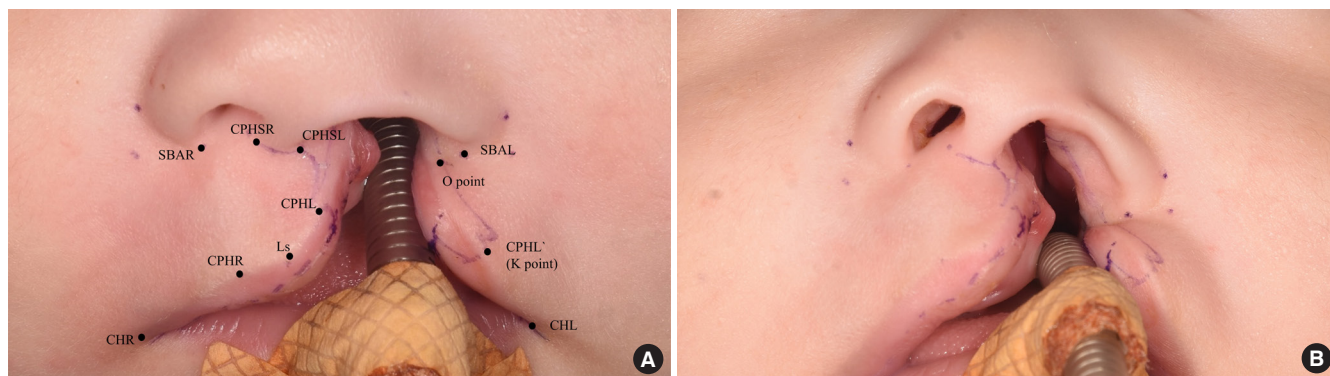 CPHSR
CPHSL
SBAR
SBAL
O point
CPHL
Ls
CPHL`
(K point)
CPHR
CHR
CHL
A
B